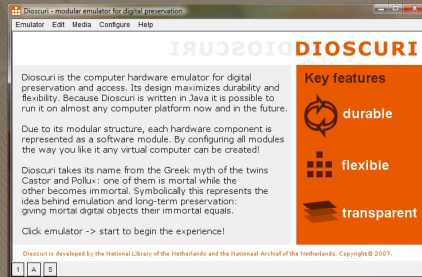 Dioscuri - modular emulator for digital preservation
Emulator Edit Media Configure Help
DIOSCURI
Dioscuri is the computer hardware emulator for digital
preservation and access. Its design maximizes durability and
flexibility. Because Dioscuri is written in Java it is possible to
run it on almost any computer platform now and in the future.
Due to its modular structure, each hardware component is
represented as a software module. By configuring all modules
the way you like it any virtual computer can be created!
Dioscuri takes its name from the Greek myth of the twins
Castor and Pollux: one of them is mortal while the
other becomes immortal. Symbolically this represents the
idea behind emulation and long-term preservation:
giving mortal digital objects their immortal equals.
Click emulator -> start to begin the experience!
Key features
durable
flexible
transparent
Dioscuri is developed by the National Library of the Netherlands and the Nationaal Archief of the Netherlands. Copyright© 2007.
1 A S